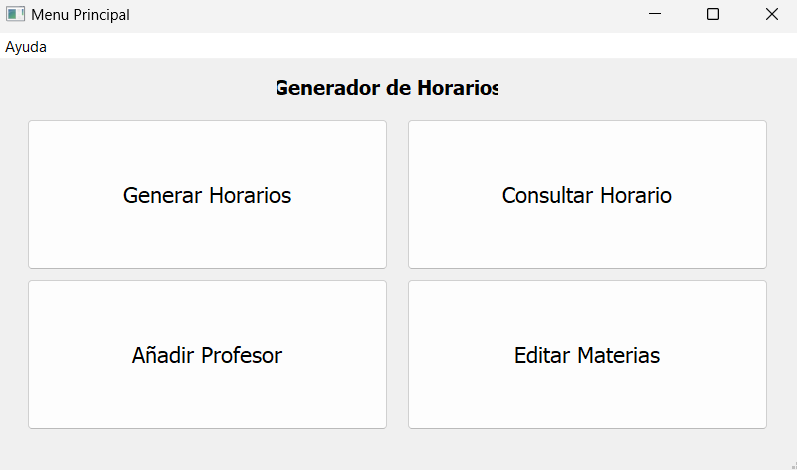 Menu Principal
Ayuda
Generador de Horarios
Generar Horarios
Consultar Horario
Añadir Profesor
Editar Materias